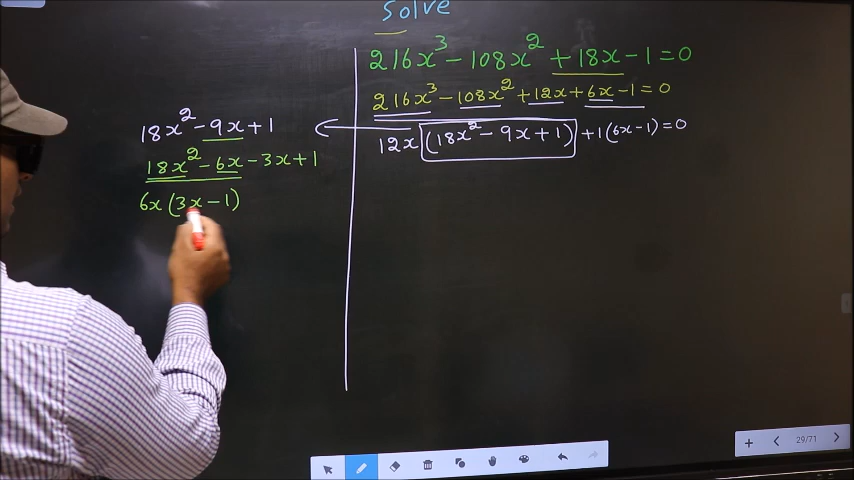 Solve
216x³ - 108x² + 18x - 1 = 0
216x³ - 108x² + 12x + 6x - 1 = 0
12x (18x² - 9x + 1) + 1 (6x - 1) = 0
18x² - 9x + 1
18x² - 6x - 3x + 1
6x (3x - 1)
29/71